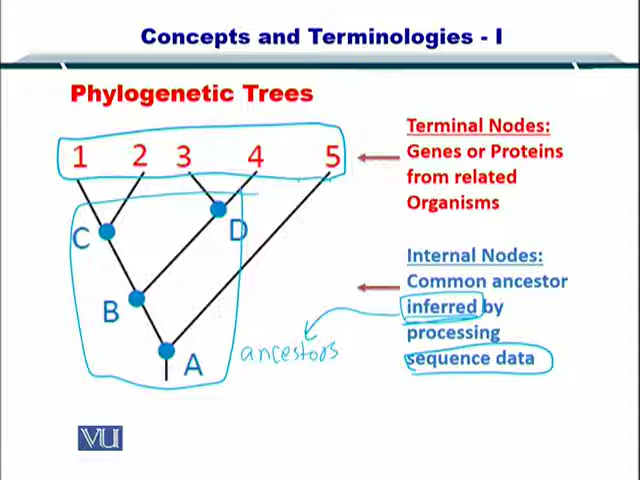 Concepts and Terminologies - I
Phylogenetic Trees
1 2 3 4 5
Terminal Nodes:
Genes or Proteins
from related
Organisms
C
D
B
A
Internal Nodes:
Common ancestor
inferred by
processing
sequence data
ancestors
VU